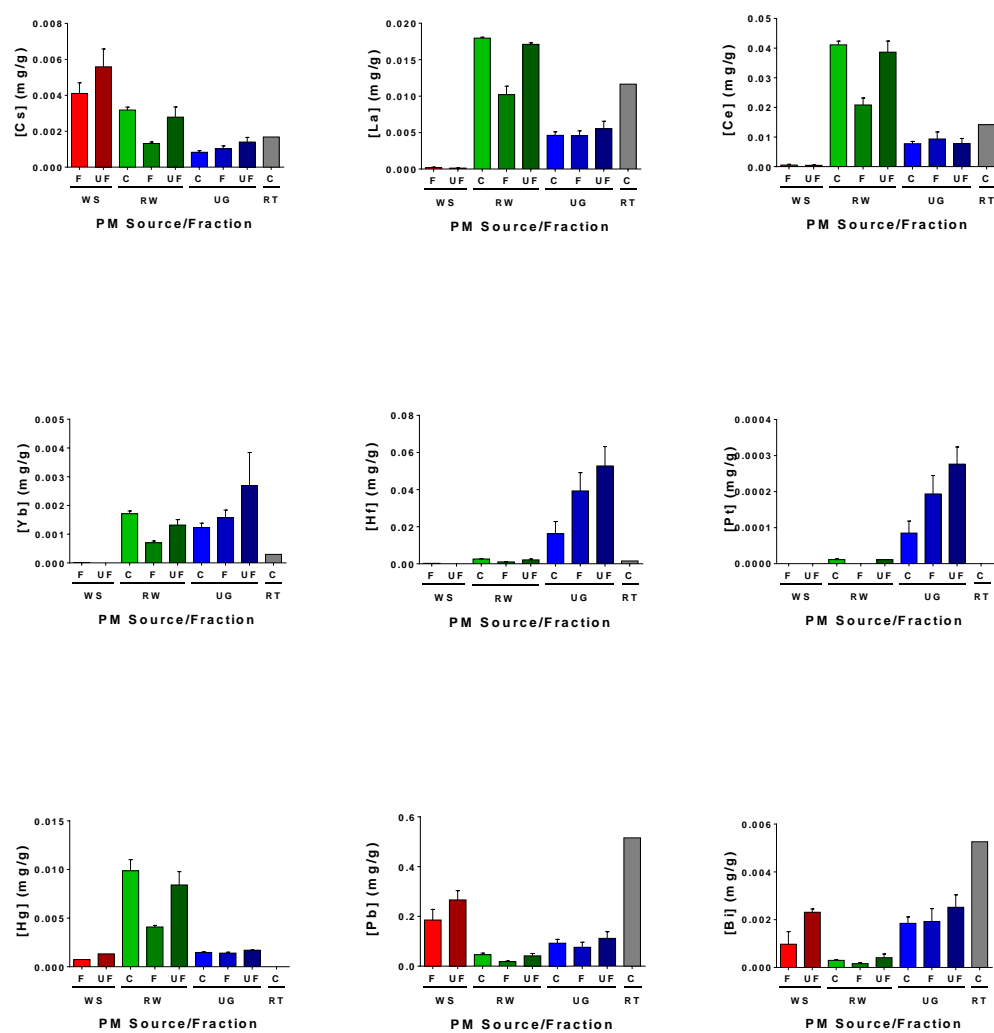 [Cs] (mg/g)
0.008
0.006
0.004
0.002
0.000
F UF C F UF C F UF C
WS RW UG RT
PM Source/Fraction
[La] (mg/g)
0.020
0.015
0.010
0.005
0.000
F UF C F UF C F UF C
WS RW UG RT
PM Source/Fraction
[Ce] (mg/g)
0.05
0.04
0.03
0.02
0.01
0.00
F UF C F UF C F UF C
WS RW UG RT
PM Source/Fraction
[Yb] (mg/g)
0.005
0.004
0.003
0.002
0.001
0.000
F UF C F UF C F UF C
WS RW UG RT
PM Source/Fraction
[Hf] (mg/g)
0.08
0.06
0.04
0.02
0.00
F UF C F UF C F UF C
WS RW UG RT
PM Source/Fraction
[Pt] (mg/g)
0.0004
0.0003
0.0002
0.0001
0.0000
F UF C F UF C F UF C
WS RW UG RT
PM Source/Fraction
[Hg] (mg/g)
0.015
0.010
0.005
0.000
F UF C F UF C F UF C
WS RW UG RT
PM Source/Fraction
[Pb] (mg/g)
0.6
0.4
0.2
0.0
F UF C F UF C F UF C
WS RW UG RT
PM Source/Fraction
[Bi] (mg/g)
0.006
0.004
0.002
0.000
F UF C F UF C F UF C
WS RW UG RT
PM Source/Fraction